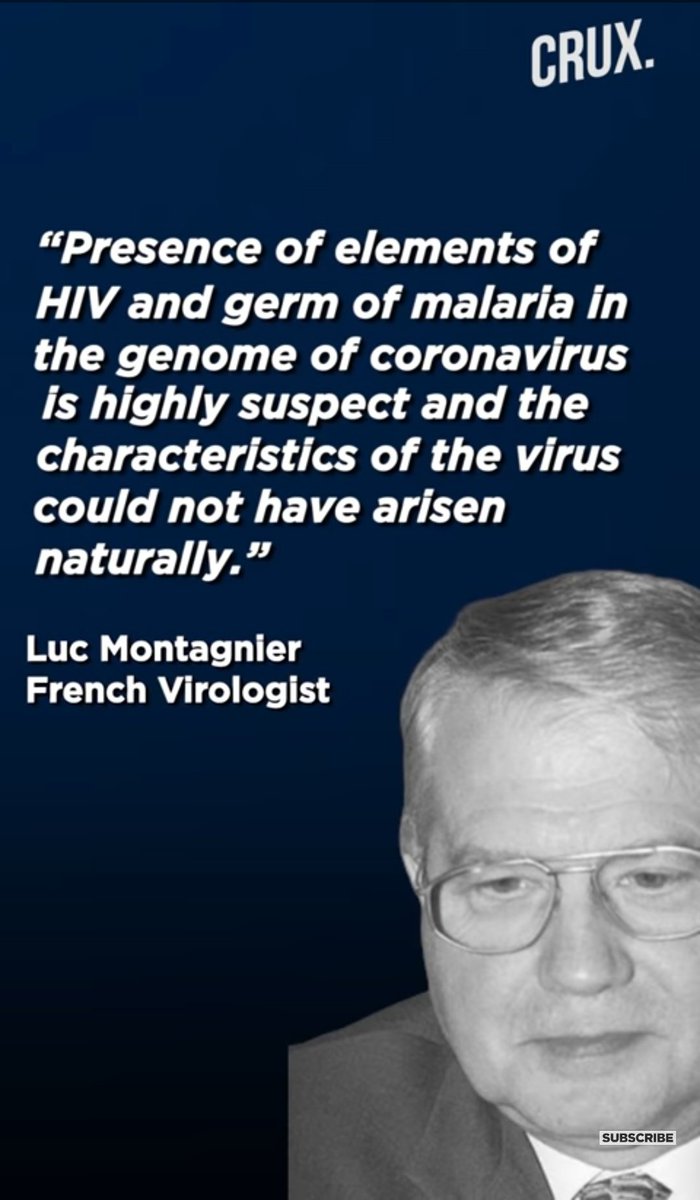 CRUX.
“Presence of elements of
HIV and germ of malaria in
the genome of coronavirus
is highly suspect and the
characteristics of the virus
could not have arisen
naturally.”
Luc Montagnier
French Virologist
SUBSCRIBE